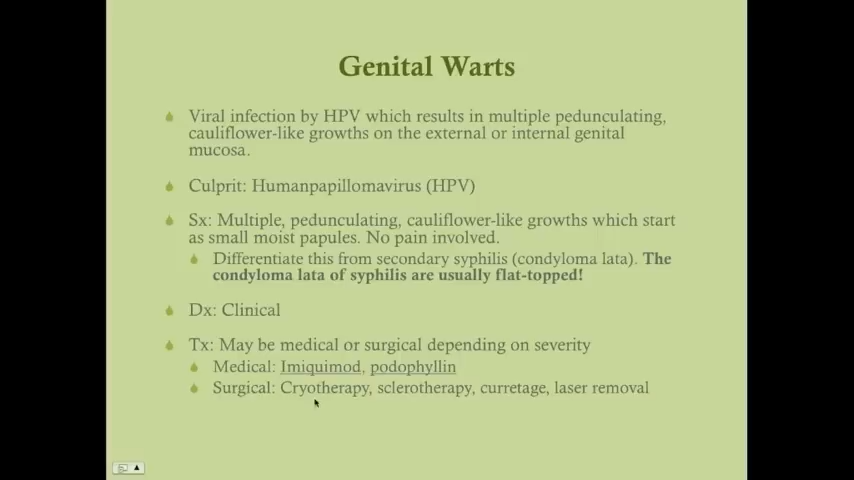 Genital Warts
Viral infection by HPV which results in multiple pedunculating,
cauliflower-like growths on the external or internal genital
mucosa.
Culprit: Humanpapillomavirus (HPV)
Sx: Multiple, pedunculating, cauliflower-like growths which start
as small moist papules. No pain involved.
Differentiate this from secondary syphilis (condyloma lata). The
condyloma lata of syphilis are usually flat-topped!
Dx: Clinical
Tx: May be medical or surgical depending on severity
Medical: Imiquimod, podophyllin
Surgical: Cryotherapy, sclerotherapy, curretage, laser removal